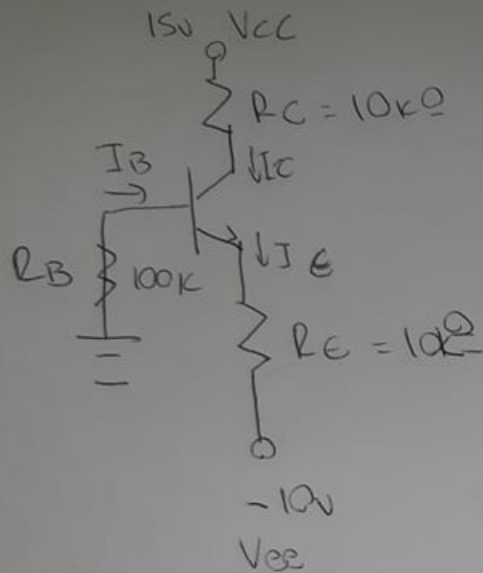 15v VCC
RC = 10KΩ
IB
↓IC
RB
100K
↓IE
RE = 10KΩ
-10v
Vee